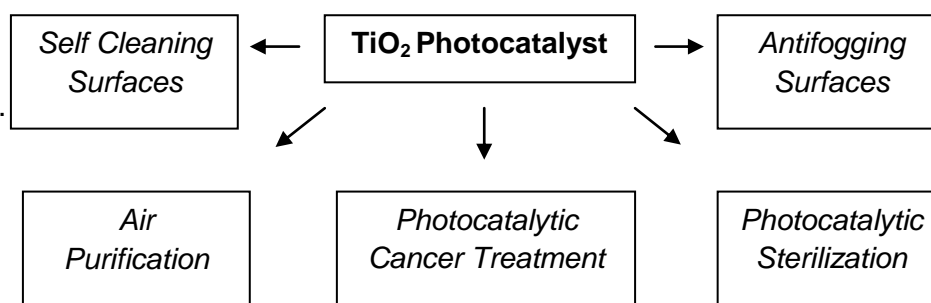 Self Cleaning
Surfaces
TiO₂ Photocatalyst
Antifogging
Surfaces
.
Air
Purification
Photocatalytic
Cancer Treatment
Photocatalytic
Sterilization